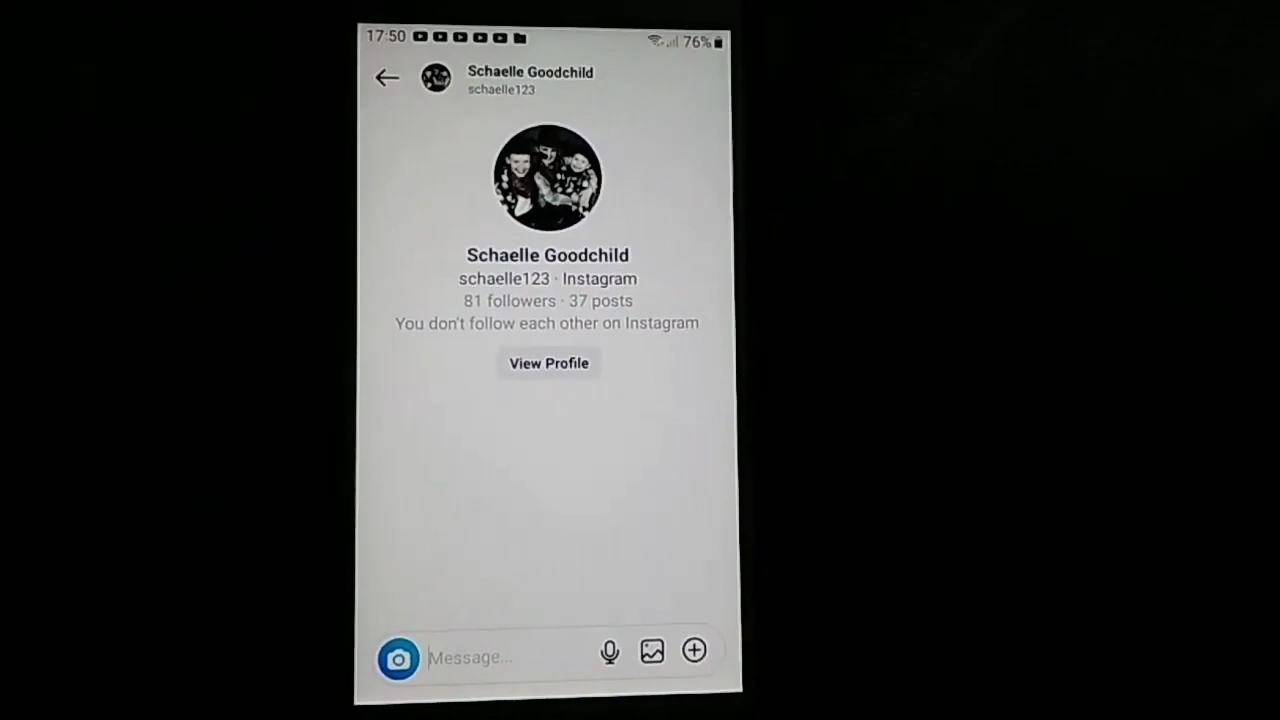 17:50 76%
Schaelle Goodchild
schaelle123
Schaelle Goodchild
schaelle123 · Instagram
81 followers · 37 posts
You don't follow each other on Instagram
View Profile
Message...